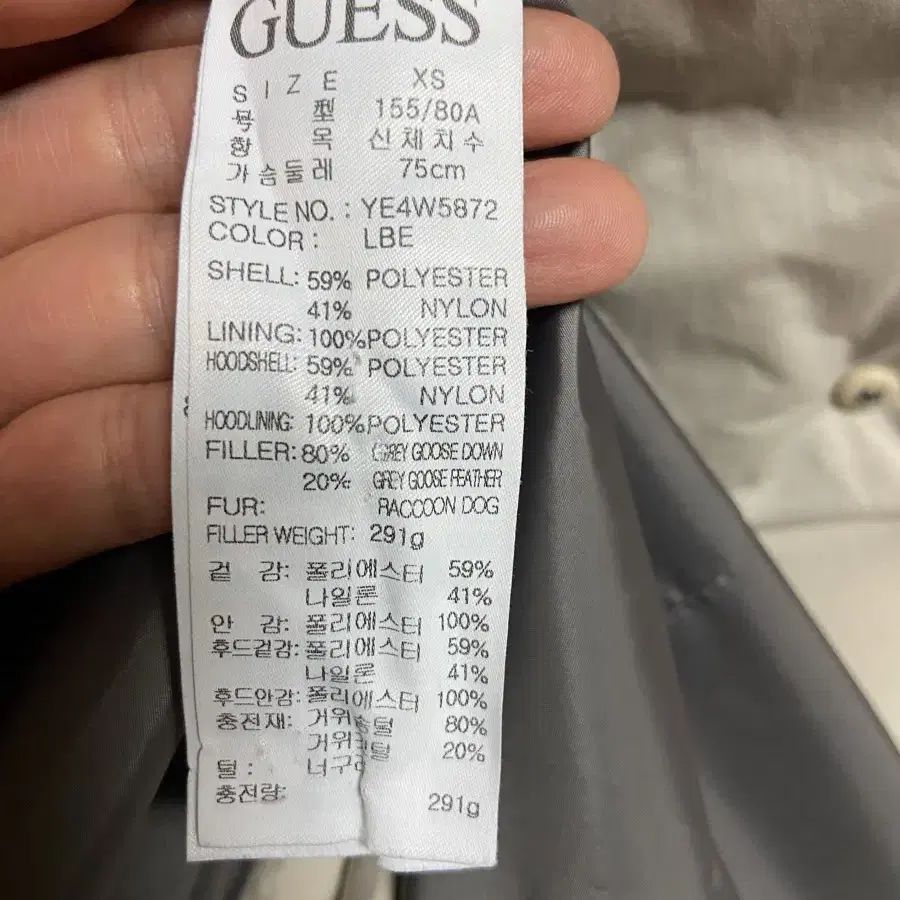 GUESS
SIZE XS
호 型 155/80A
항 목 신체치수
가슴둘레 75cm
STYLE NO. : YE4W5872
COLOR : LBE
SHELL: 59% POLYESTER
41% NYLON
LINING: 100% POLYESTER
HOODSHELL: 59% POLYESTER
41% NYLON
HOODLINING: 100% POLYESTER
FILLER: 80% GREY GOOSE DOWN
20% GREY GOOSE FEATHER
FUR: RACCOON DOG
FILLER WEIGHT: 291g
겉 감: 폴리에스터 59%
나일론 41%
안 감: 폴리에스터 100%
후드겉감: 폴리에스터 59%
나일론 41%
후드안감: 폴리에스터 100%
충전재: 거위솜털 80%
거위 털 20%
털 : 너구
충전량: 291g